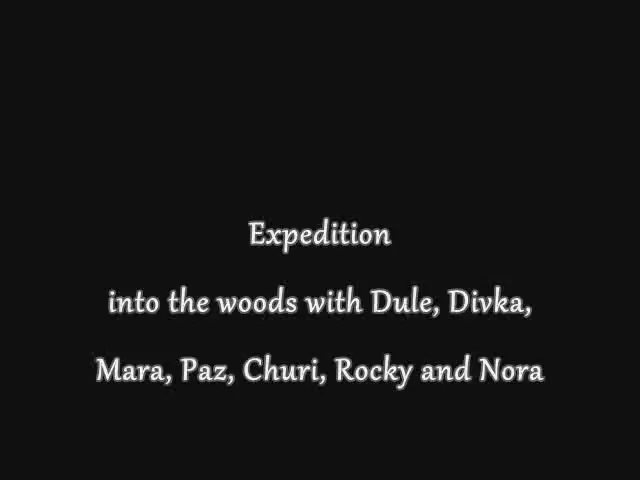 Expedition
into the woods with Dule, Divka,
Mara, Paz, Churi, Rocky and Nora